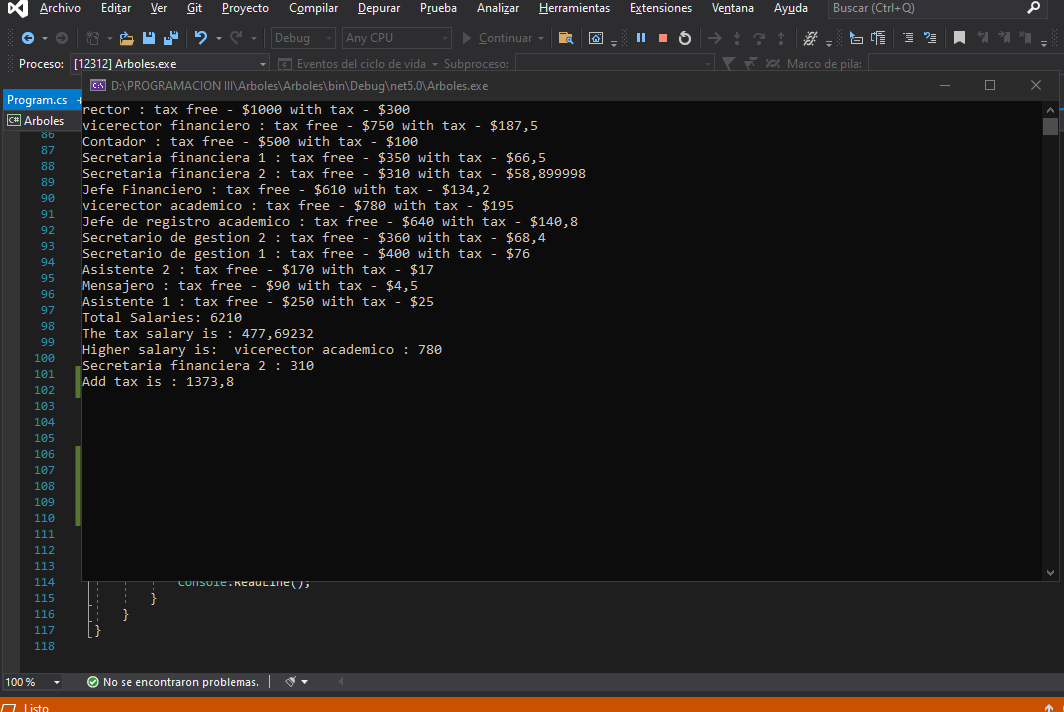 Archivo Editar Ver Git Proyecto Compilar Depurar Prueba Analizar Herramientas Extensiones Ventana Ayuda Buscar (Ctrl+Q)
Debug Any CPU Continuar
Proceso: [12312] Arboles.exe Eventos del ciclo de vida Subproceso: Marco de pila:
D:\PROGRAMACION III\Arboles\Arboles\bin\Debug\net5.0\Arboles.exe
Program.cs
C# Arboles
rector : tax free - $1000 with tax - $300
vicerector financiero : tax free - $750 with tax - $187,5
Contador : tax free - $500 with tax - $100
Secretaria financiera 1 : tax free - $350 with tax - $66,5
Secretaria financiera 2 : tax free - $310 with tax - $58,899998
Jefe Financiero : tax free - $610 with tax - $134,2
vicerector academico : tax free - $780 with tax - $195
Jefe de registro academico : tax free - $640 with tax - $140,8
Secretario de gestion 2 : tax free - $360 with tax - $68,4
Secretario de gestion 1 : tax free - $400 with tax - $76
Asistente 2 : tax free - $170 with tax - $17
Mensajero : tax free - $90 with tax - $4,5
Asistente 1 : tax free - $250 with tax - $25
Total Salaries: 6210
The tax salary is : 477,69232
Higher salary is:  vicerector academico : 780
Secretaria financiera 2 : 310
Add tax is : 1373,8
86
87
88
89
90
91
92
93
94
95
96
97
98
99
100
101
102
103
104
105
106
107
108
109
110
111
112
113
114 Console.ReadLine();
115 }
116 }
117 }
118
100 % No se encontraron problemas.
Listo